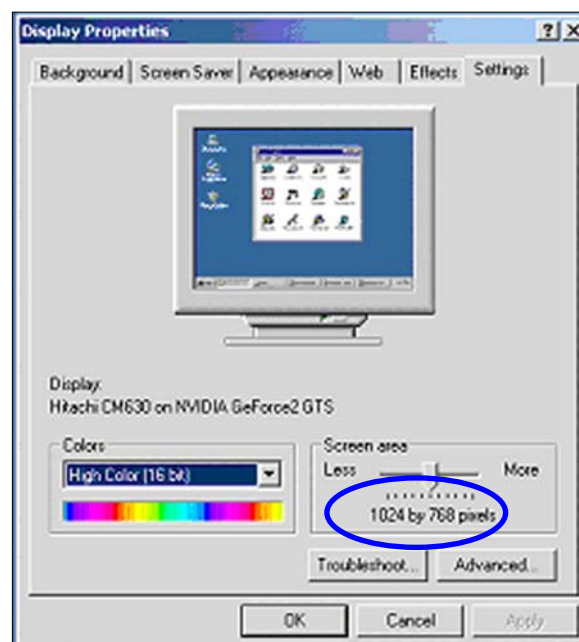 Display Properties
Background Screen Saver Appearance Web Effects Settings
Display:
Hitachi CM630 on NVIDIA GeForce2 GTS
Colors
High Color (16 bit)
Screen area
Less More
1024 by 768 pixels
Troubleshoot... Advanced...
OK Cancel Apply